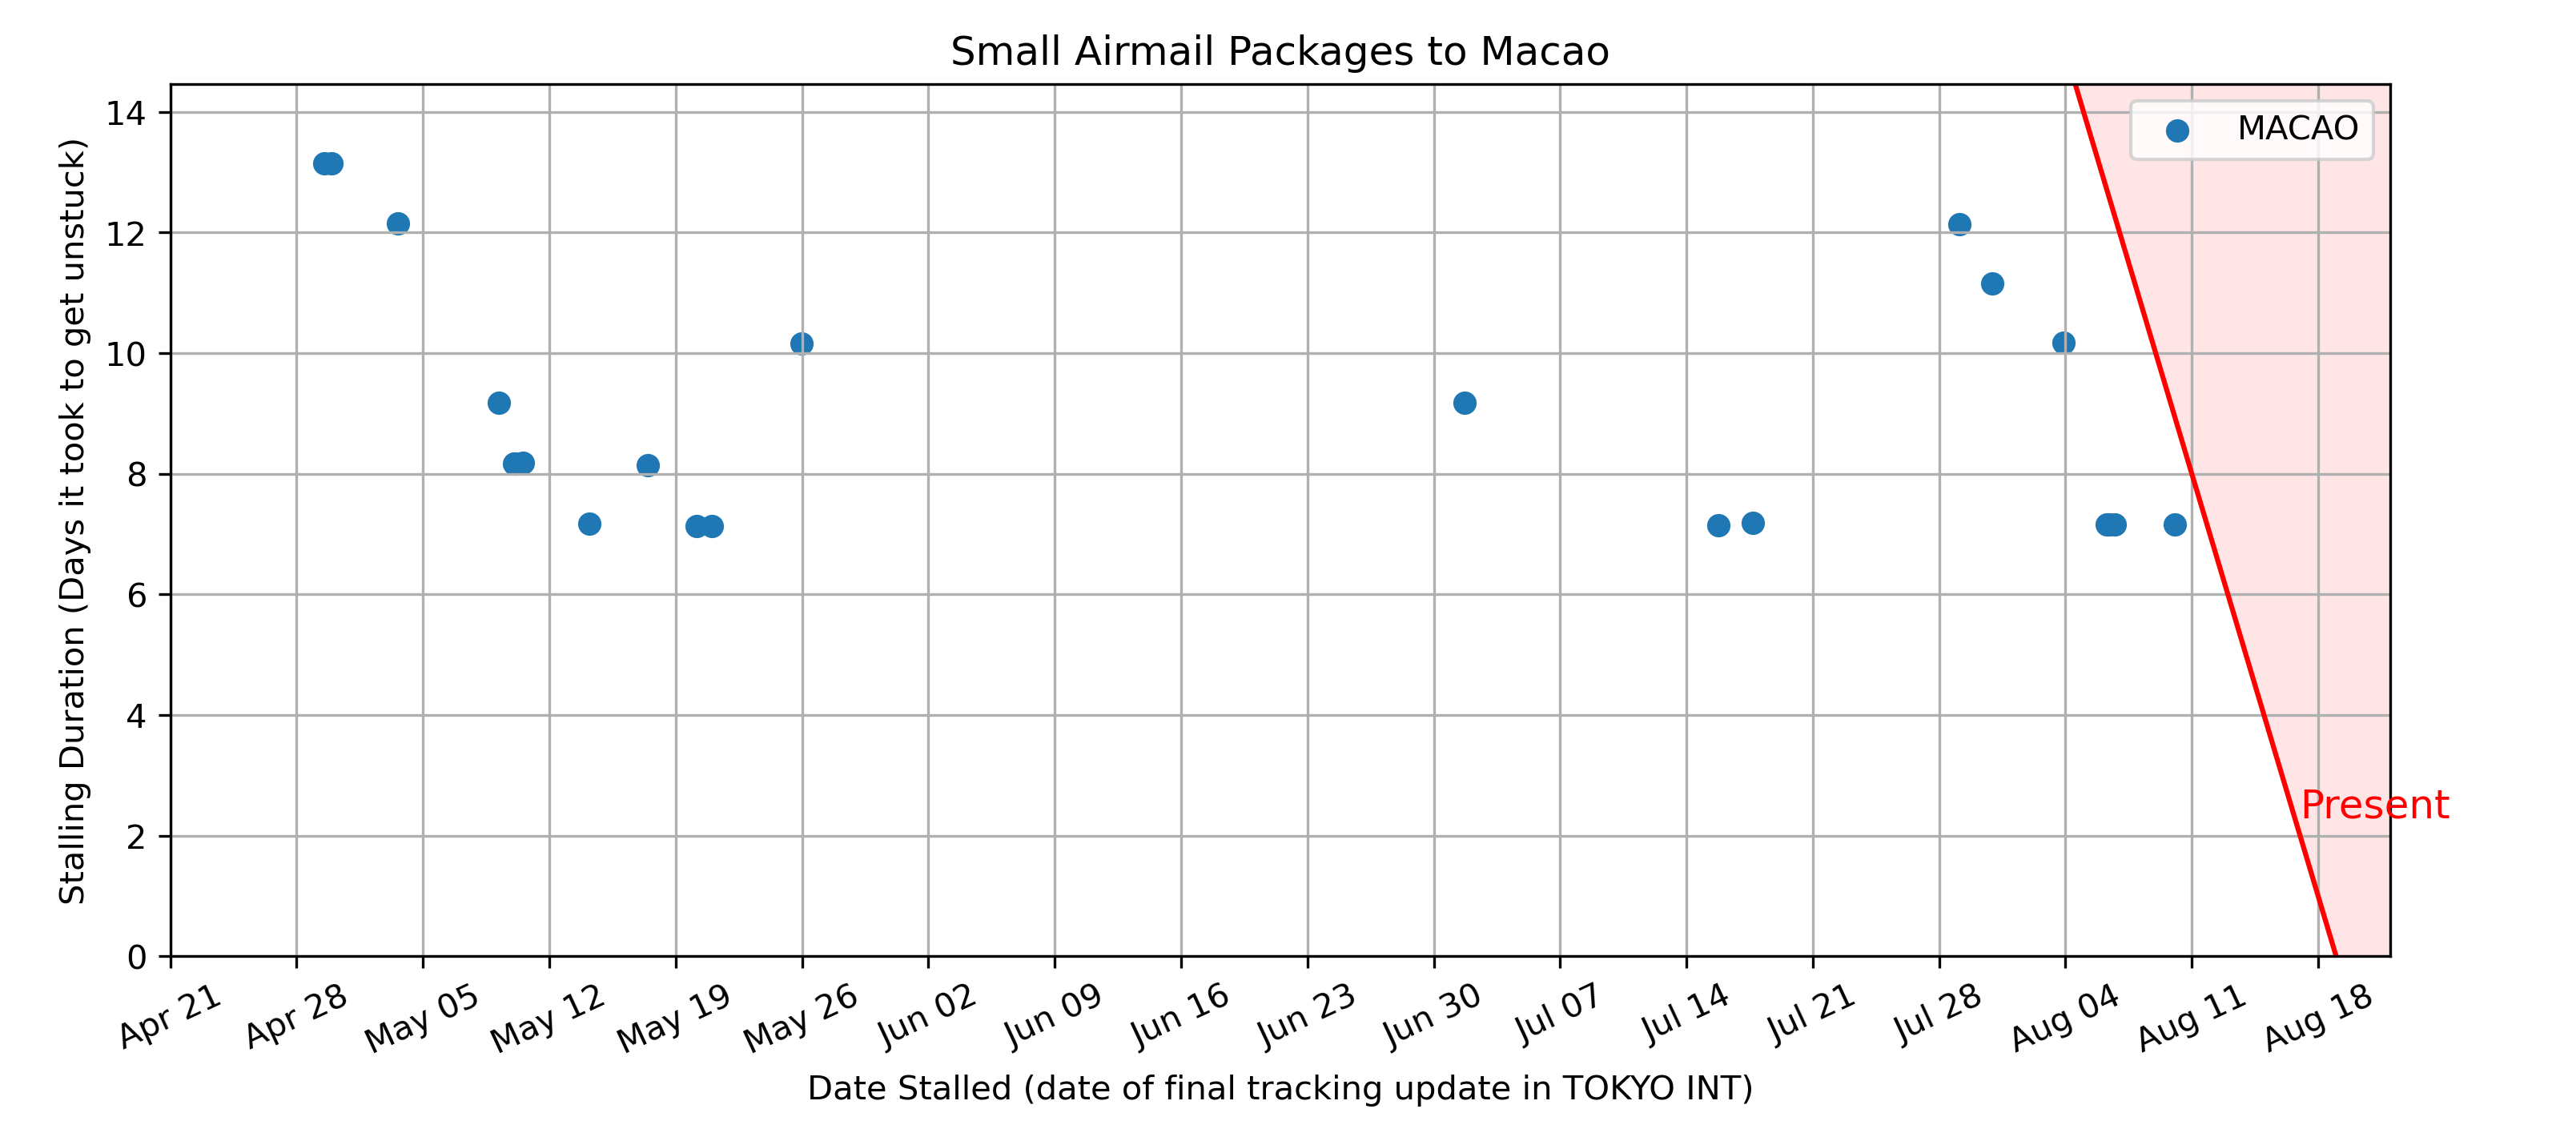 Small Airmail Packages to Macao
MACAO
Stalling Duration (Days it took to get unstuck)
14
12
10
8
6
4
2
0
Present
Apr 21
Apr 28
May 05
May 12
May 19
May 26
Jun 02
Jun 09
Jun 16
Jun 23
Jun 30
Jul 07
Jul 14
Jul 21
Jul 28
Aug 04
Aug 11
Aug 18
Date Stalled (date of final tracking update in TOKYO INT)